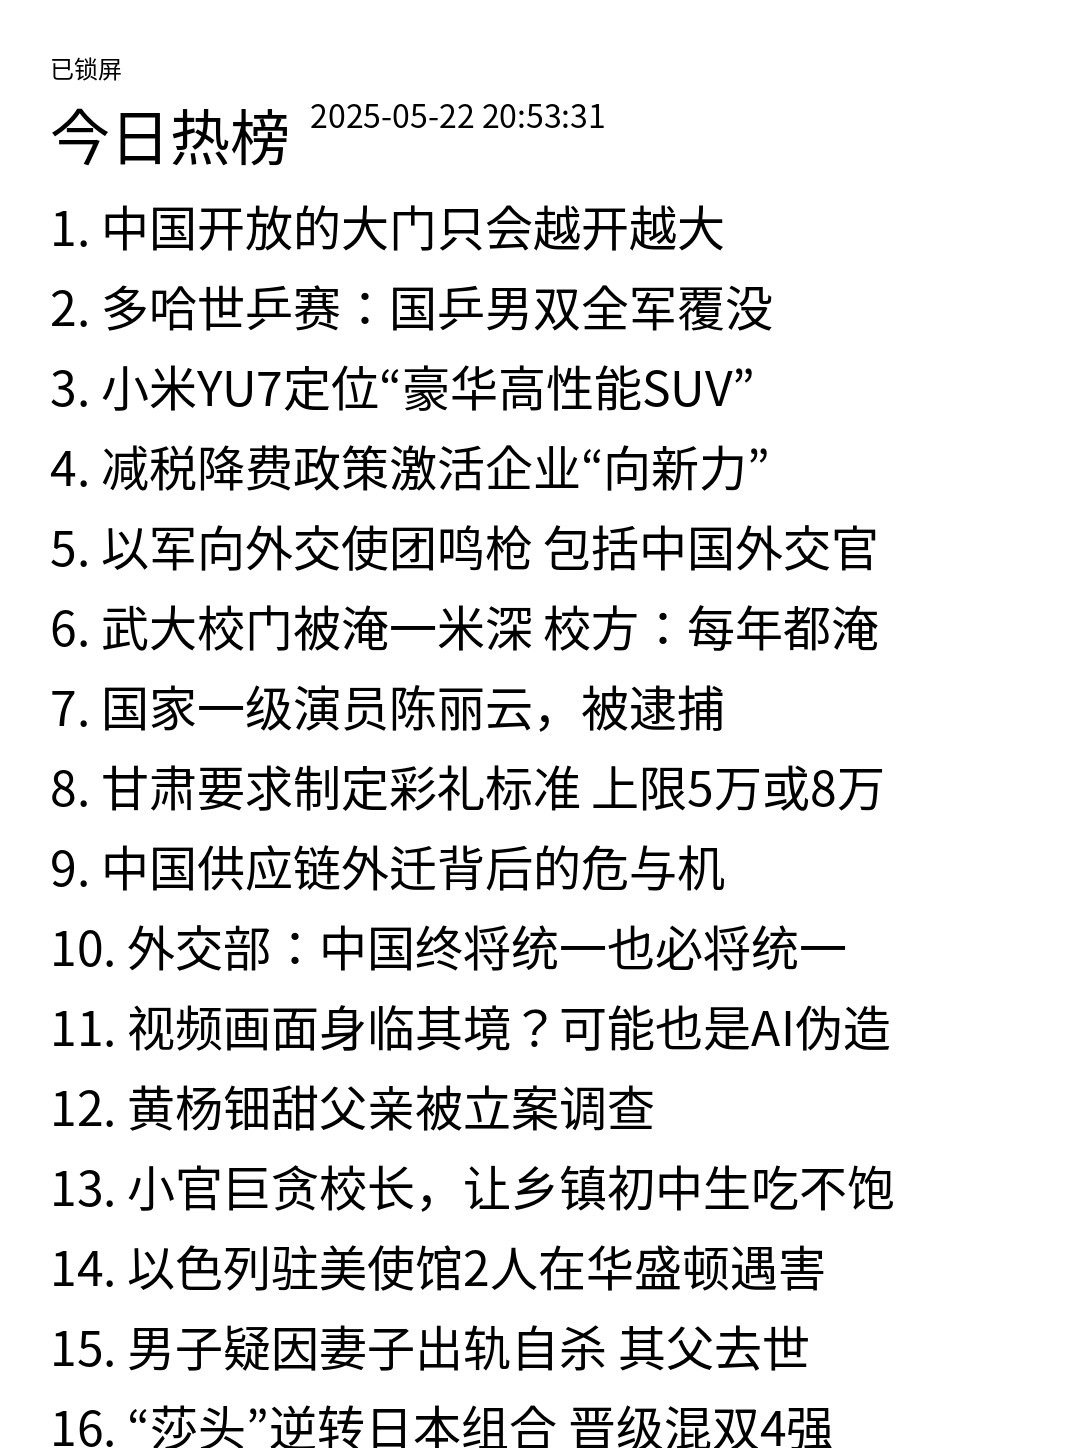 已锁屏
今日热榜 2025-05-22 20:53:31
1. 中国开放的大门只会越开越大
2. 多哈世乒赛：国乒男双全军覆没
3. 小米YU7定位“豪华高性能SUV”
4. 减税降费政策激活企业“向新力”
5. 以军向外交使团鸣枪 包括中国外交官
6. 武大校门被淹一米深 校方：每年都淹
7. 国家一级演员陈丽云，被逮捕
8. 甘肃要求制定彩礼标准 上限5万或8万
9. 中国供应链外迁背后的危与机
10. 外交部：中国终将统一也必将统一
11. 视频画面身临其境？可能也是AI伪造
12. 黄杨钿甜父亲被立案调查
13. 小官巨贪校长，让乡镇初中生吃不饱
14. 以色列驻美使馆2人在华盛顿遇害
15. 男子疑因妻子出轨自杀 其父去世
16. “莎头”逆转日本组合 晋级混双4强